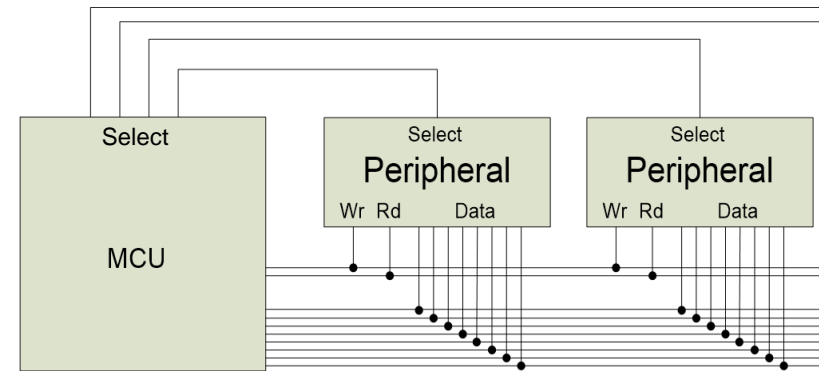 Select
MCU
Select
Peripheral
Wr Rd Data
Select
Peripheral
Wr Rd Data